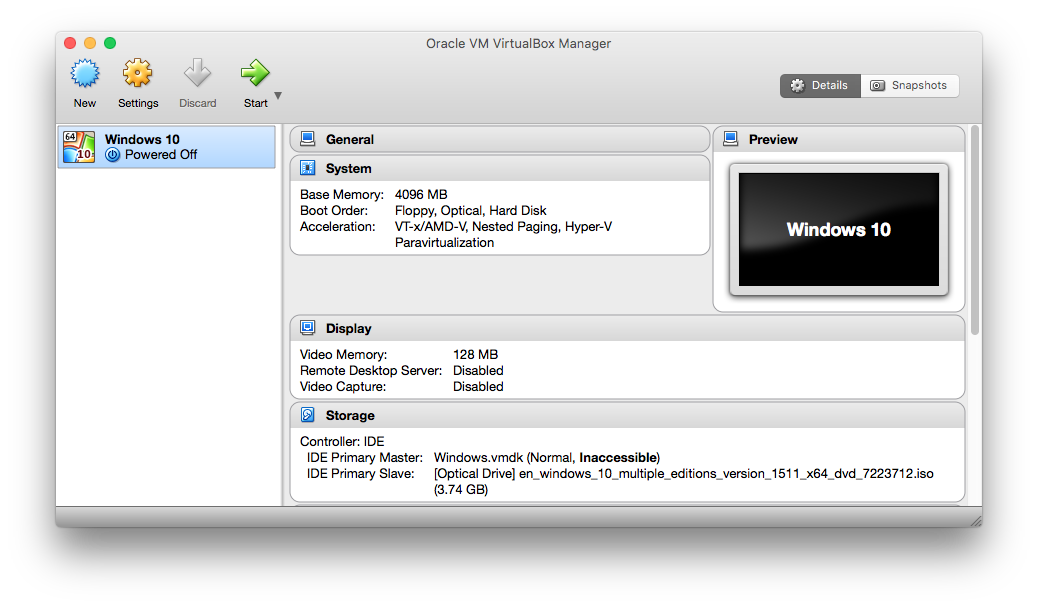 Oracle VM VirtualBox Manager
New
Settings
Discard
Start
Details
Snapshots
64
10
Windows 10
Powered Off
General
System
Base Memory: 4096 MB
Boot Order: Floppy, Optical, Hard Disk
Acceleration: VT-x/AMD-V, Nested Paging, Hyper-V
Paravirtualization
Preview
Windows 10
Display
Video Memory: 128 MB
Remote Desktop Server: Disabled
Video Capture: Disabled
Storage
Controller: IDE
IDE Primary Master: Windows.vmdk (Normal, Inaccessible)
IDE Primary Slave: [Optical Drive] en_windows_10_multiple_editions_version_1511_x64_dvd_7223712.iso
(3.74 GB)